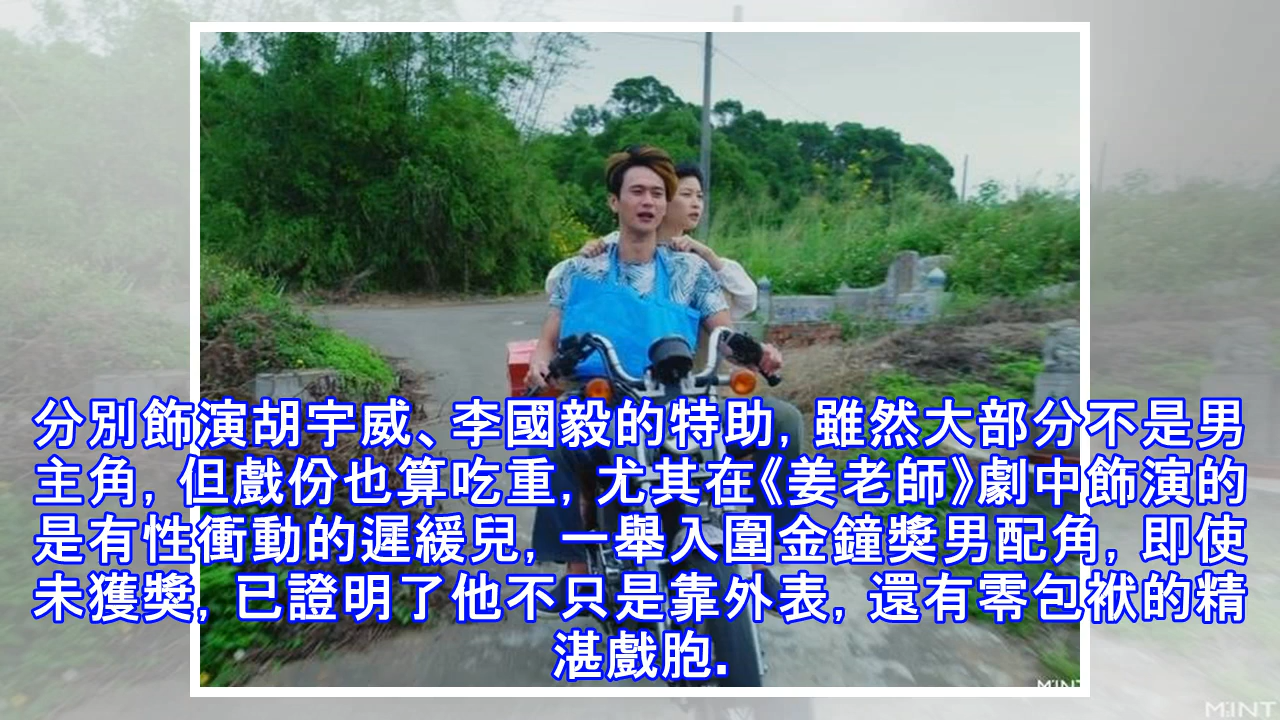 分別飾演胡宇威、李國毅的特助, 雖然大部分不是男
主角, 但戲份也算吃重, 尤其在《姜老師》劇中飾演的
是有性衝動的遲緩兒, 一舉入圍金鐘獎男配角, 即使
未獲獎, 已證明了他不只是靠外表, 還有零包袱的精
湛戲胞.
MINT
MINT